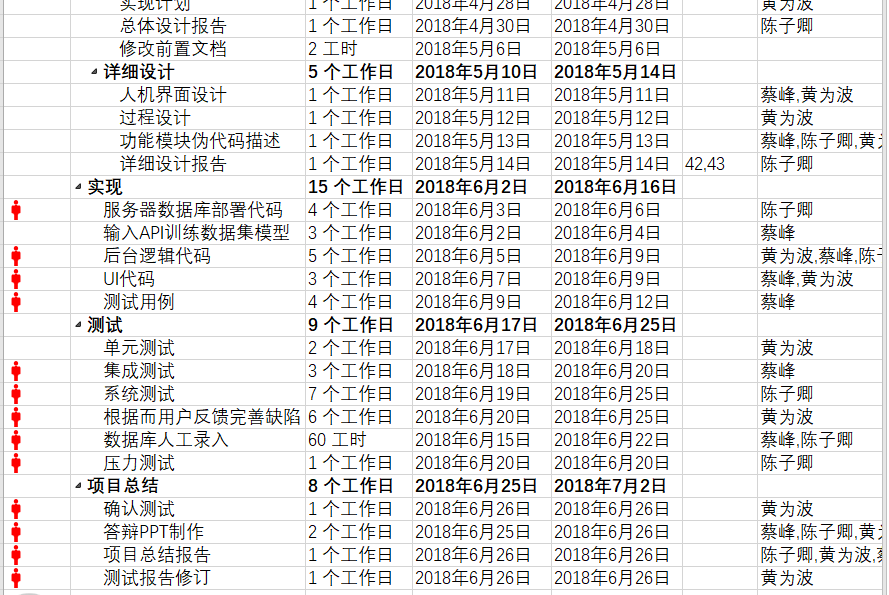 实现计划 1 个工作日 2018年4月28日 2018年4月28日 黄为波
总体设计报告 1 个工作日 2018年4月30日 2018年4月30日 陈子卿
修改前置文档 2 工时 2018年5月6日 2018年5月6日
详细设计 5 个工作日 2018年5月10日 2018年5月14日
人机界面设计 1 个工作日 2018年5月11日 2018年5月11日 蔡峰,黄为波
过程设计 1 个工作日 2018年5月12日 2018年5月12日 黄为波
功能模块伪代码描述 1 个工作日 2018年5月13日 2018年5月13日 蔡峰,陈子卿,黄
详细设计报告 1 个工作日 2018年5月14日 2018年5月14日 42,43 陈子卿
实现 15 个工作日 2018年6月2日 2018年6月16日
服务器数据库部署代码 4 个工作日 2018年6月3日 2018年6月6日 陈子卿
输入API训练数据集模型 3 个工作日 2018年6月2日 2018年6月4日 蔡峰
后台逻辑代码 5 个工作日 2018年6月5日 2018年6月9日 黄为波,蔡峰,陈
UI代码 3 个工作日 2018年6月7日 2018年6月9日 蔡峰,黄为波
测试用例 4 个工作日 2018年6月9日 2018年6月12日 蔡峰
测试 9 个工作日 2018年6月17日 2018年6月25日
单元测试 2 个工作日 2018年6月17日 2018年6月18日 黄为波
集成测试 3 个工作日 2018年6月18日 2018年6月20日 蔡峰
系统测试 7 个工作日 2018年6月19日 2018年6月25日 陈子卿
根据而用户反馈完善缺陷 6 个工作日 2018年6月20日 2018年6月25日 黄为波
数据库人工录入 60 工时 2018年6月15日 2018年6月22日 蔡峰,陈子卿
压力测试 1 个工作日 2018年6月20日 2018年6月20日 陈子卿
项目总结 8 个工作日 2018年6月25日 2018年7月2日
确认测试 1 个工作日 2018年6月26日 2018年6月26日 黄为波
答辩PPT制作 2 个工作日 2018年6月25日 2018年6月26日 蔡峰,陈子卿,黄
项目总结报告 1 个工作日 2018年6月26日 2018年6月26日 陈子卿,黄为波,
测试报告修订 1 个工作日 2018年6月26日 2018年6月26日 黄为波